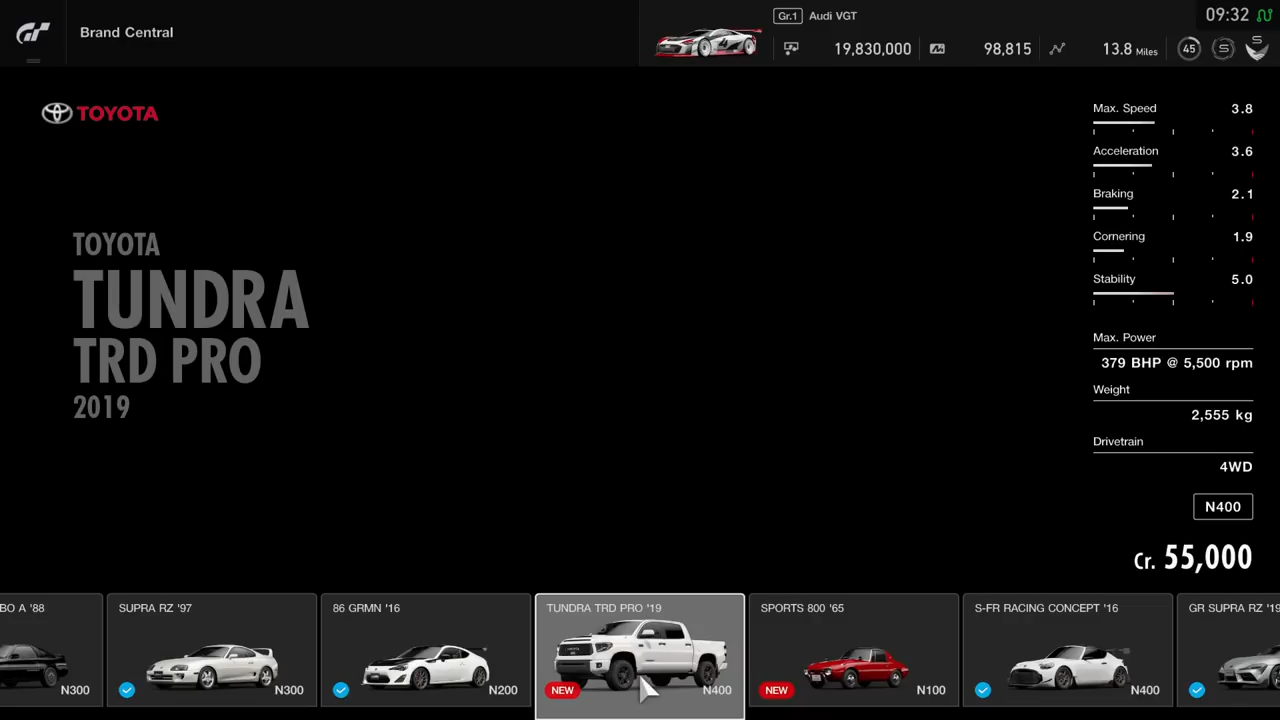 GT
Brand Central
Gr.1 Audi VGT
19,830,000
98,815
13.8 Miles
45
S
S
09:32
TOYOTA
TOYOTA
TUNDRA
TRD PRO
2019
Max. Speed 3.8
Acceleration 3.6
Braking 2.1
Cornering 1.9
Stability 5.0
Max. Power
379 BHP @ 5,500 rpm
Weight
2,555 kg
Drivetrain
4WD
N400
Cr. 55,000
BO A '88
N300
SUPRA RZ '97
N300
86 GRMN '16
N200
TUNDRA TRD PRO '19
NEW
N400
SPORTS 800 '65
NEW
N100
S-FR RACING CONCEPT '16
N400
GR SUPRA RZ '19